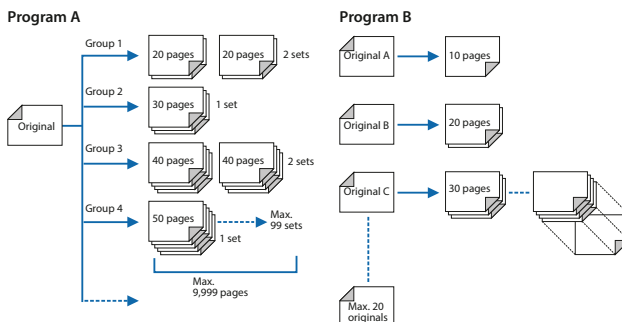 Program A
Program B
Group 1
20 pages
20 pages
2 sets
Group 2
30 pages
1 set
Original
Group 3
40 pages
40 pages
2 sets
Group 4
50 pages
1 set
Max.
99 sets
Max.
9,999 pages
Original A
10 pages
Original B
20 pages
Original C
30 pages
Max. 20
originals